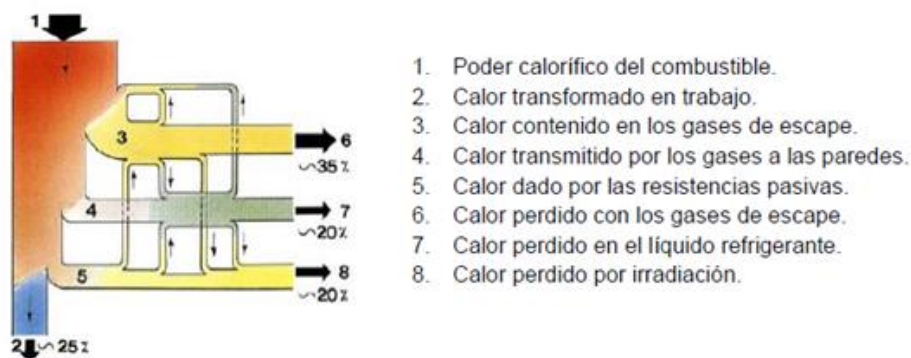 1
3
6
~35%
4
7
~20%
5
8
~20%
2
~25%
1. Poder calorífico del combustible.
2. Calor transformado en trabajo.
3. Calor contenido en los gases de escape.
4. Calor transmitido por los gases a las paredes.
5. Calor dado por las resistencias pasivas.
6. Calor perdido con los gases de escape.
7. Calor perdido en el líquido refrigerante.
8. Calor perdido por irradiación.